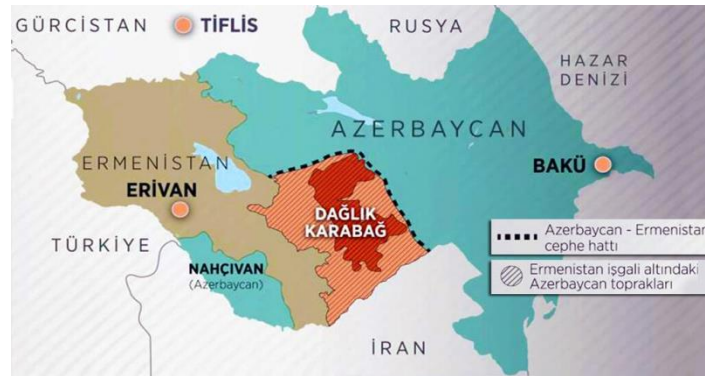 GÜRCİSTAN
TİFLİS
RUSYA
HAZAR
DENİZİ
AZERBAYCAN
ERMENİSTAN
BAKÜ
ERİVAN
DAĞLIK
KARABAĞ
TÜRKİYE
NAHÇIVAN
(Azerbaycan)
İRAN
Azerbaycan - Ermenistan
cephe hattı
Ermenistan işgali altındaki
Azerbaycan toprakları